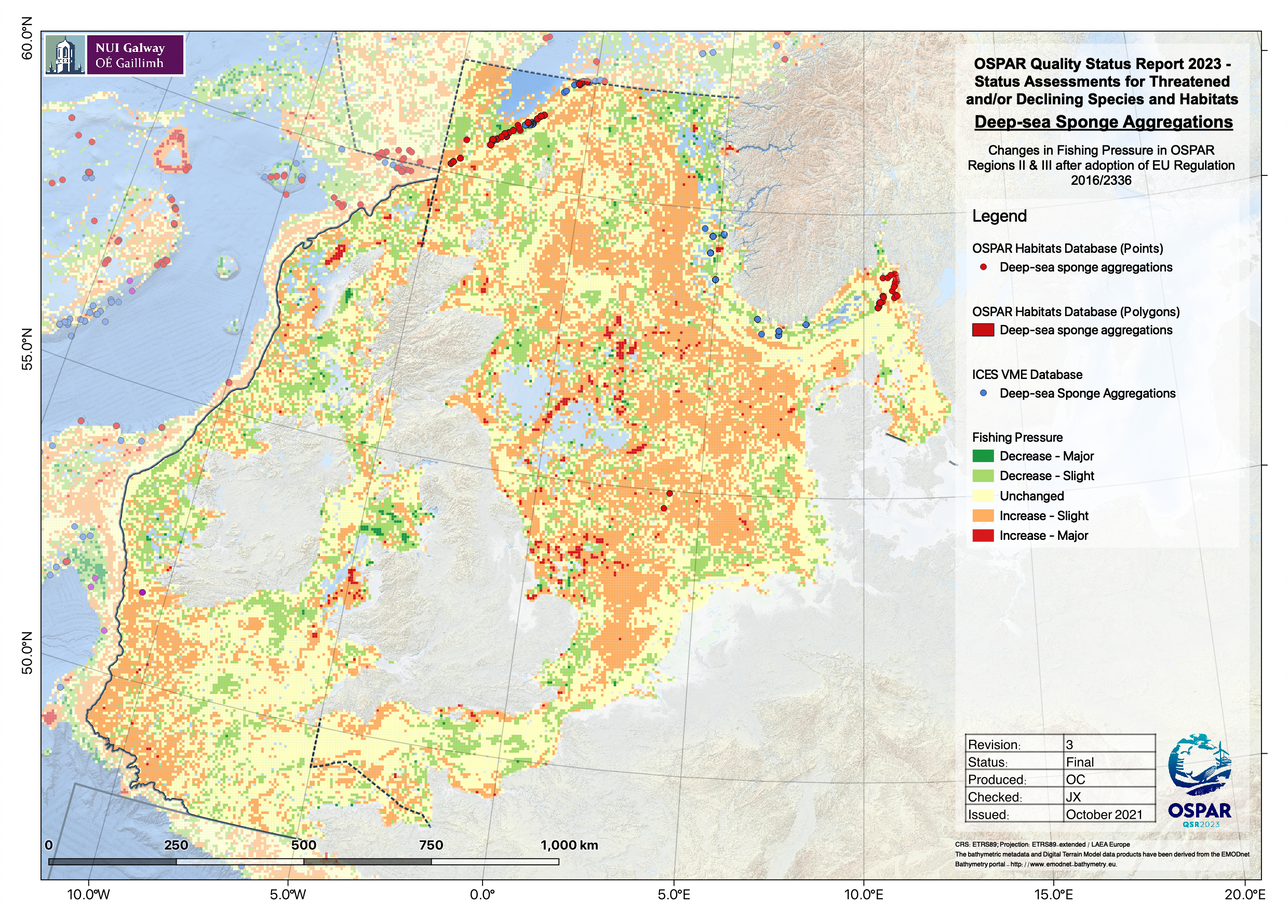 NUI Galway
OÉ Gaillimh
OSPAR Quality Status Report 2023 -
Status Assessments for Threatened
and/or Declining Species and Habitats
Deep-sea Sponge Aggregations
Changes in Fishing Pressure in OSPAR
Regions II & III after adoption of EU Regulation
2016/2336
Legend
OSPAR Habitats Database (Points)
Deep-sea sponge aggregations
OSPAR Habitats Database (Polygons)
Deep-sea sponge aggregations
ICES VME Database
Deep-sea Sponge Aggregations
Fishing Pressure
Decrease - Major
Decrease - Slight
Unchanged
Increase - Slight
Increase - Major
Revision: 3
Status: Final
Produced: OC
Checked: JX
Issued: October 2021
OSPAR
QSR2023
CRS: ETRS89; Projection: ETRS89-extended / LAEA Europe
The bathymetric metadata and Digital Terrain Model data products have been derived from the EMODnet
Bathymetry portal - http://www.emodnet-bathymetry.eu.
60.0°N
55.0°N
50.0°N
0 250 500 750 1,000 km
10.0°W 5.0°W 0.0° 5.0°E 10.0°E 15.0°E 20.0°E